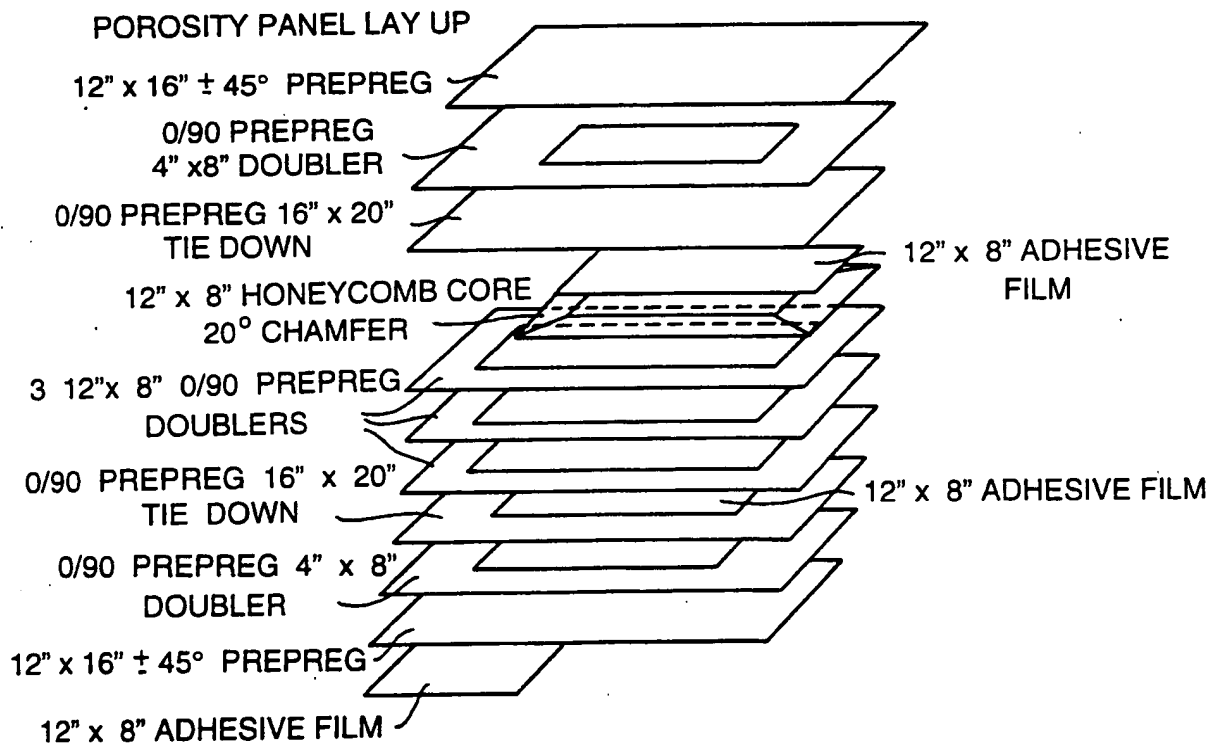 POROSITY PANEL LAY UP
12" x 16" ± 45° PREPREG
0/90 PREPREG
4" x8" DOUBLER
0/90 PREPREG 16" x 20"
TIE DOWN
12" x 8" ADHESIVE
FILM
12" x 8" HONEYCOMB CORE
20° CHAMFER
3 12"x 8" 0/90 PREPREG
DOUBLERS
0/90 PREPREG 16" x 20"
TIE DOWN
12" x 8" ADHESIVE FILM
0/90 PREPREG 4" x 8"
DOUBLER
12" x 16" ± 45° PREPREG
12" x 8" ADHESIVE FILM